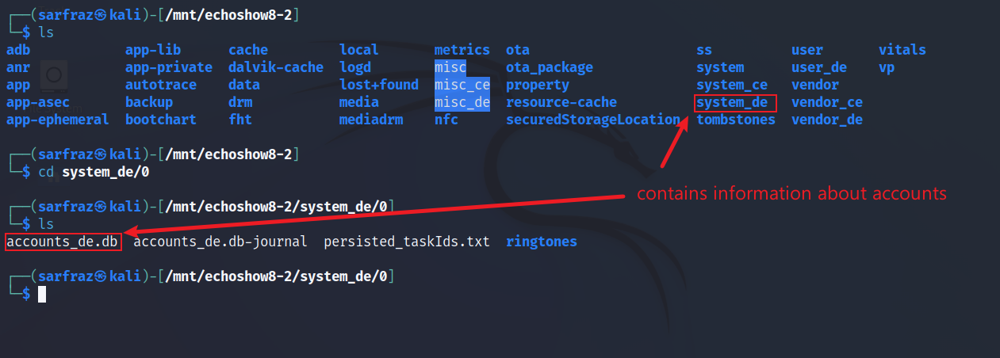 ┌──(sarfraz㉿kali)-[/mnt/echoshow8-2]
└─$ ls
adb app-lib cache local metrics ota ss user vitals
anr app-private dalvik-cache logd misc ota_package system user_de vp
app autotrace data lost+found misc_ce property system_ce vendor
app-asec backup drm media misc_de resource-cache system_de vendor_ce
app-ephemeral bootchart fht mediadrm nfc securedStorageLocation tombstones vendor_de
┌──(sarfraz㉿kali)-[/mnt/echoshow8-2]
└─$ cd system_de/0
contains information about accounts
┌──(sarfraz㉿kali)-[/mnt/echoshow8-2/system_de/0]
└─$ ls
accounts_de.db accounts_de.db-journal persisted_taskIds.txt ringtones
┌──(sarfraz㉿kali)-[/mnt/echoshow8-2/system_de/0]
└─$